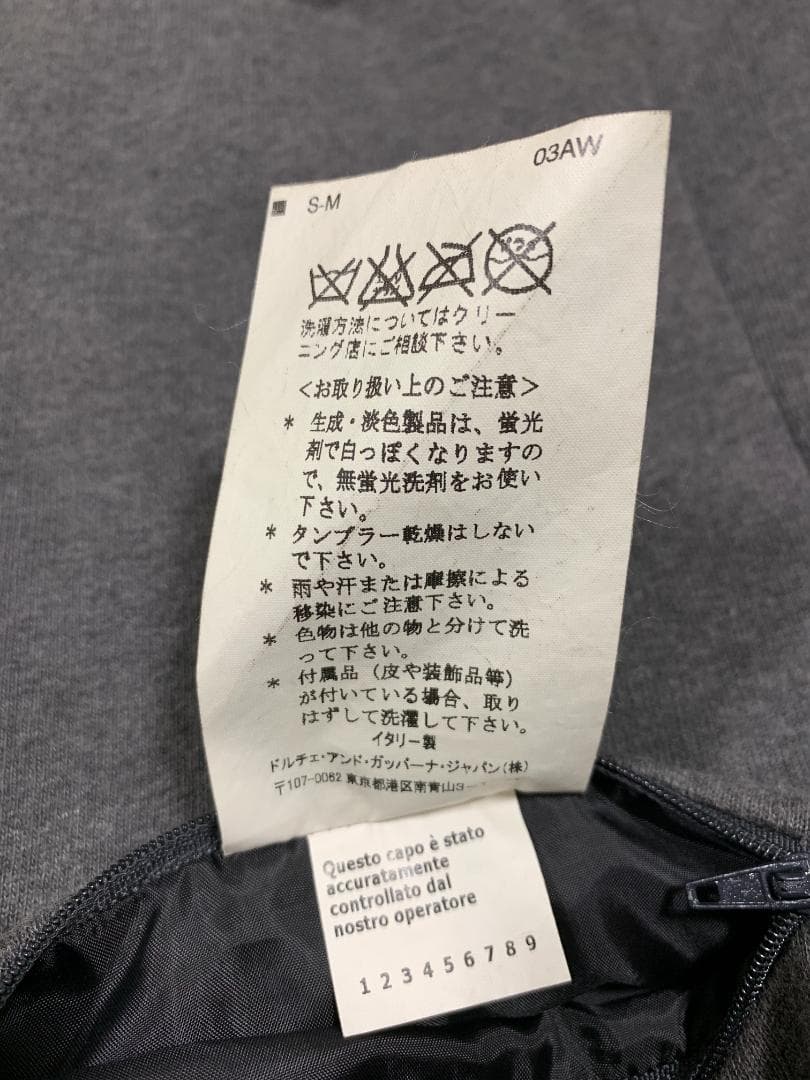 03AW
S-M
洗濯方法についてはクリー
ニング店にご相談下さい。
<お取り扱い上のご注意>
* 生成・淡色製品は、蛍光
剤で白っぽくなりますの
で、無蛍光洗剤をお使い
下さい。
* タンブラー乾燥はしない
で下さい。
* 雨や汗または摩擦による
移染にご注意下さい。
* 色物は他の物と分けて洗
って下さい。
* 付属品（皮や装飾品等）
が付いている場合、取り
はずして洗濯して下さい。
イタリー製
ドルチェ・アンド・ガッバーナ・ジャパン(株)
〒107-0062 東京都港区南青山3-
Questo capo è stato
accuratamente
controllato dal
nostro operatore
1 2 3 4 5 6 7 8 9